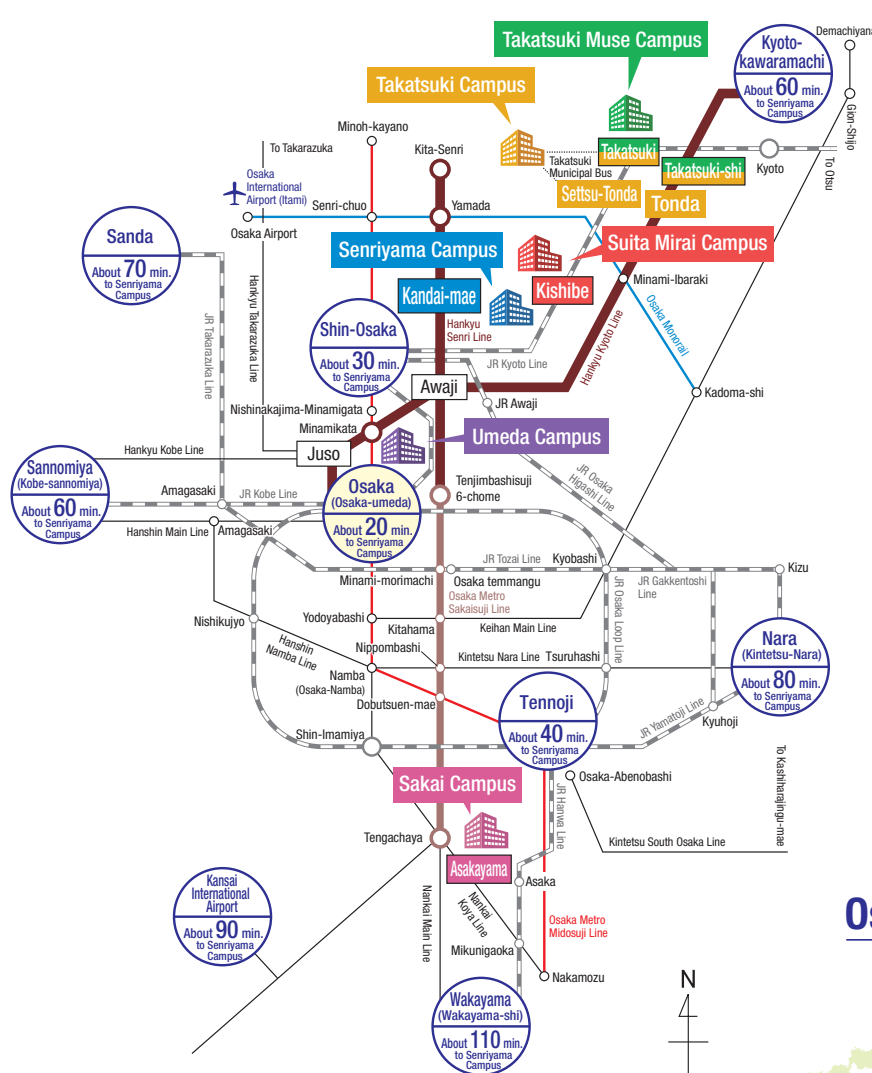 Takatsuki Muse Campus
Kyoto-
kawaramachi
About 60 min.
to Senriyama
Campus
Demachiyana
Takatsuki Campus
Minoh-kayano
To Takarazuka
Kita-Senri
Takatsuki
Takatsuki
Municipal Bus
Takatsuki-shi
Kyoto
Gion-Shijo
To Otsu
Osaka
International
Airport (Itami)
Settsu-Tonda
Tonda
Senri-chuo
Yamada
Osaka Airport
Sanda
About 70 min.
to Senriyama
Campus
Senriyama Campus
Suita Mirai Campus
Kandai-mae
Kishibe
Minami-Ibaraki
Hankyu Takarazuka Line
JR Takarazuka Line
Shin-Osaka
About 30 min.
to Senriyama
Campus
Hankyu
Senri Line
JR Kyoto Line
Hankyu Kyoto Line
Osaka Monorail
Awaji
JR Awaji
Kadoma-shi
Nishinakajima-Minamigata
Minamikata
Umeda Campus
Hankyu Kobe Line
Juso
Sannomiya
(Kobe-sannomiya)
About 60 min.
to Senriyama
Campus
Amagasaki
JR Kobe Line
Osaka
(Osaka-umeda)
About 20 min.
to Senriyama
Campus
Tenjimbashisuji
6-chome
JR Osaka
Higashi Line
Hanshin Main Line
Amagasaki
JR Tozai Line
Kyobashi
Minami-morimachi
Osaka temmangu
JR Gakkentoshi
Line
Kizu
Osaka Metro
Sakaisuji Line
JR Osaka Loop Line
Nishikujyo
Yodoyabashi
Kitahama
Keihan Main Line
Hanshin
Namba Line
Nippombashi
Kintetsu Nara Line
Tsuruhashi
Nara
(Kintetsu-Nara)
About 80 min.
to Senriyama
Campus
Namba
(Osaka-Namba)
Dobutsuen-mae
Tennoji
About 40 min.
to Senriyama
Campus
Kyuhoji
JR Yamatoji Line
Shin-Imamiya
Sakai Campus
Osaka-Abenobashi
To Kashiharajingu-mae
JR Hanwa Line
Kintetsu South Osaka Line
Tengachaya
Asakayama
Asaka
Kansai
International
Airport
About 90 min.
to Senriyama
Campus
Nankai Main Line
Nankai
Koya Line
Osaka Metro
Midosuji Line
Os
Mikunigaoka
Nakamozu
N
Wakayama
(Wakayama-shi)
About 110 min.
to Senriyama
Campus